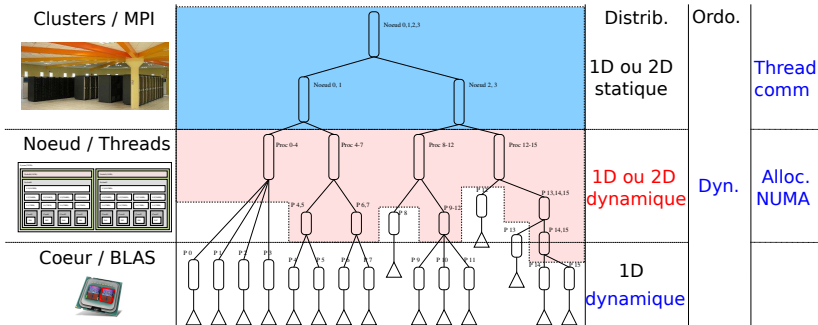 Clusters / MPI
Distrib.
Ordo.
Noeud 0,1,2,3
Noeud 0, 1
Noeud 2, 3
1D ou 2D
statique
Thread
comm
Noeud / Threads
Proc 0-4
Proc 4-7
Proc 8-12
Proc 12-15
1D ou 2D
dynamique
Dyn.
Alloc.
NUMA
P 4,5
P 6,7
P 8
P 9-12
P 12
P 13,14,15
P 13
P 14,15
Coeur / BLAS
P 0
P 1
P 2
P 3
P 4
P 5
P 6
P 7
P 9
P 10
P 11
P 14
P 15
1D
dynamique